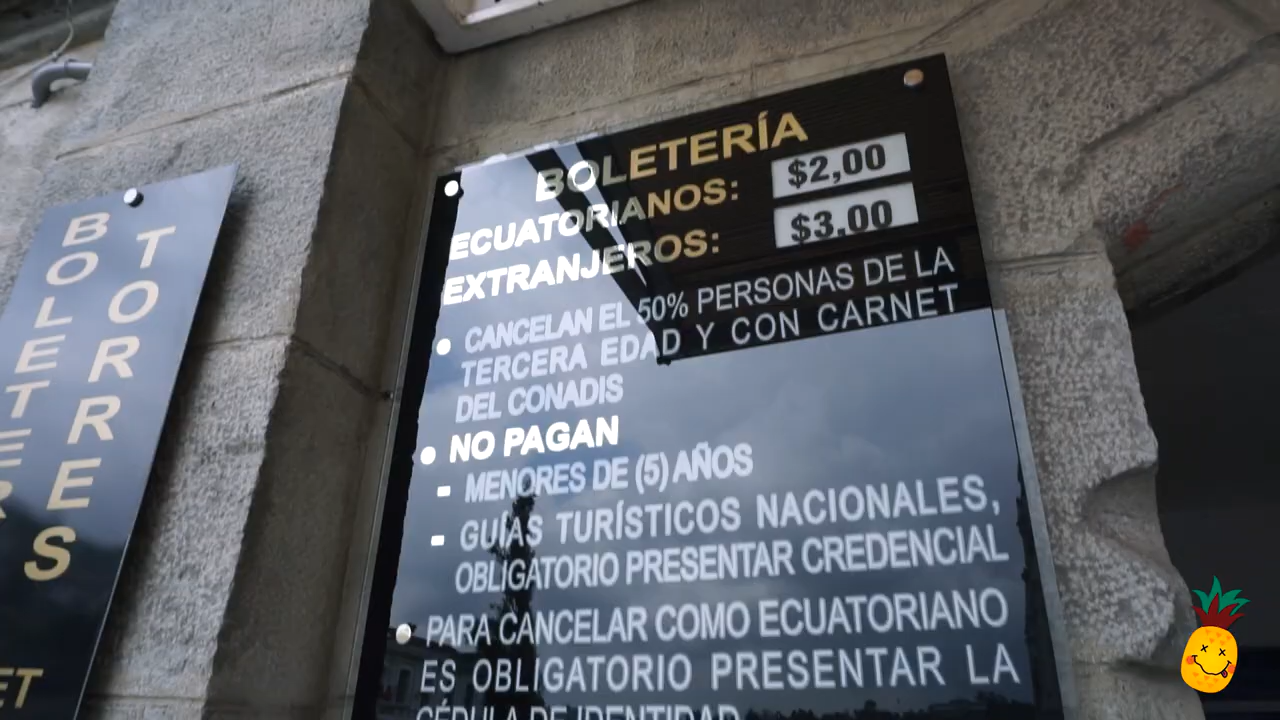 BOLETERÍA
ECUATORIANOS: $2,00
EXTRANJEROS: $3,00
CANCELAN EL 50% PERSONAS DE LA
TERCERA EDAD Y CON CARNET
DEL CONADIS
NO PAGAN
- MENORES DE (5) AÑOS
- GUÍAS TURÍSTICOS NACIONALES,
OBLIGATORIO PRESENTAR CREDENCIAL
PARA CANCELAR COMO ECUATORIANO
ES OBLIGATORIO PRESENTAR LA
CÉDULA DE IDENTIDAD
TORRES